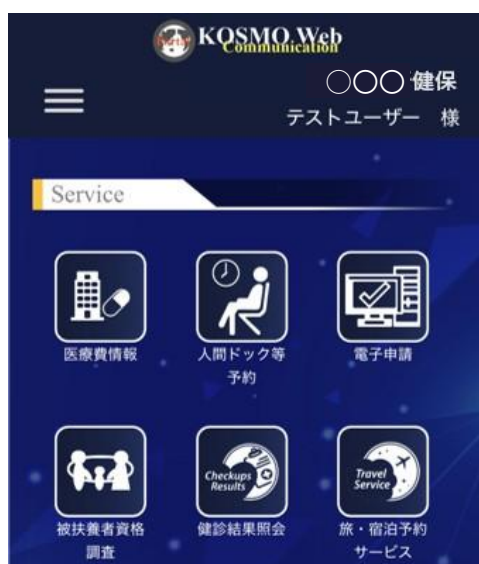 Portal
KOSMO Web
Communication
〇〇〇 健保
テストユーザー 様
Service
医療費情報
人間ドック等
予約
電子申請
Checkups
Results
Travel
Service
被扶養者資格
調査
健診結果照会
旅・宿泊予約
サービス